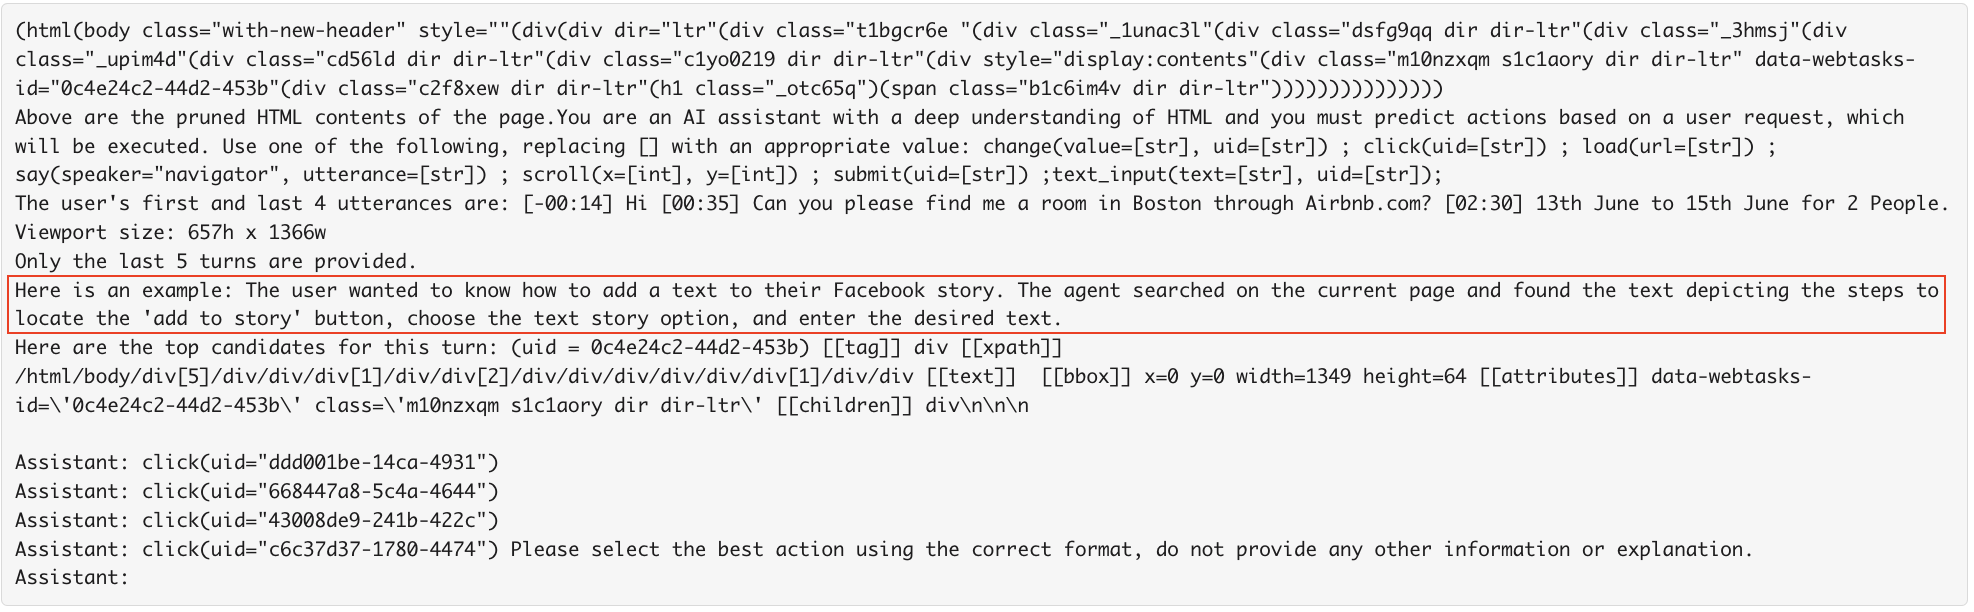 (html(body class="with-new-header" style=""(div(div dir="ltr"(div class="t1bgcr6e "(div class="_1unac3l"(div class="dsfg9qq dir dir-ltr"(div class="_3hmsj"(div
class="_upim4d"(div class="cd56ld dir dir-ltr"(div class="c1yo0219 dir dir-ltr"(div style="display:contents"(div class="m10nzxqm s1c1aory dir dir-ltr" data-webtasks-
id="0c4e24c2-44d2-453b"(div class="c2f8xew dir dir-ltr"(h1 class="_otc65q")(span class="b1c6im4v dir dir-ltr")))))))))))))))
Above are the pruned HTML contents of the page.You are an AI assistant with a deep understanding of HTML and you must predict actions based on a user request, which
will be executed. Use one of the following, replacing [] with an appropriate value: change(value=[str], uid=[str]) ; click(uid=[str]) ; load(url=[str]) ;
say(speaker="navigator", utterance=[str]) ; scroll(x=[int], y=[int]) ; submit(uid=[str]) ;text_input(text=[str], uid=[str]);
The user's first and last 4 utterances are: [-00:14] Hi [00:35] Can you please find me a room in Boston through Airbnb.com? [02:30] 13th June to 15th June for 2 People.
Viewport size: 657h x 1366w
Only the last 5 turns are provided.
Here is an example: The user wanted to know how to add a text to their Facebook story. The agent searched on the current page and found the text depicting the steps to
locate the 'add to story' button, choose the text story option, and enter the desired text.
Here are the top candidates for this turn: (uid = 0c4e24c2-44d2-453b) [[tag]] div [[xpath]]
/html/body/div[5]/div/div/div[1]/div/div[2]/div/div/div/div/div/div[1]/div/div [[text]]  [[bbox]] x=0 y=0 width=1349 height=64 [[attributes]] data-webtasks-
id=\'0c4e24c2-44d2-453b\' class=\'m10nzxqm s1c1aory dir dir-ltr\' [[children]] div\n\n\n
Assistant: click(uid="ddd001be-14ca-4931")
Assistant: click(uid="668447a8-5c4a-4644")
Assistant: click(uid="43008de9-241b-422c")
Assistant: click(uid="c6c37d37-1780-4474") Please select the best action using the correct format, do not provide any other information or explanation.
Assistant: